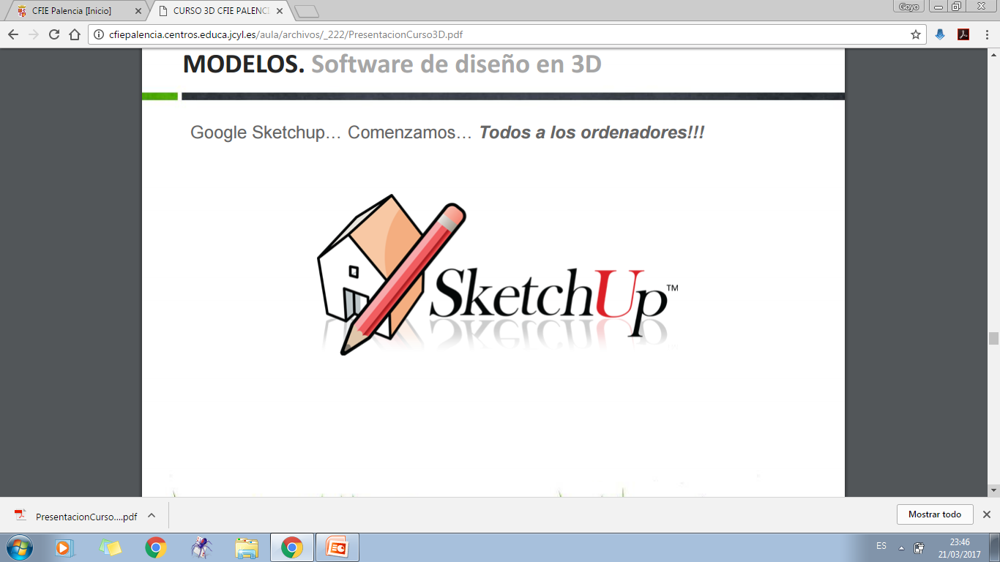 CFIE Palencia [Inicio]
CURSO 3D CFIE PALENCI
Goyo
cfiepalencia.centros.educa.jcyl.es/aula/archivos/_222/PresentacionCurso3D.pdf
MODELOS. Software de diseño en 3D
Google Sketchup… Comenzamos… Todos a los ordenadores!!!
SketchUp™
PresentacionCurso....pdf
Mostrar todo
ES
23:46
21/03/2017